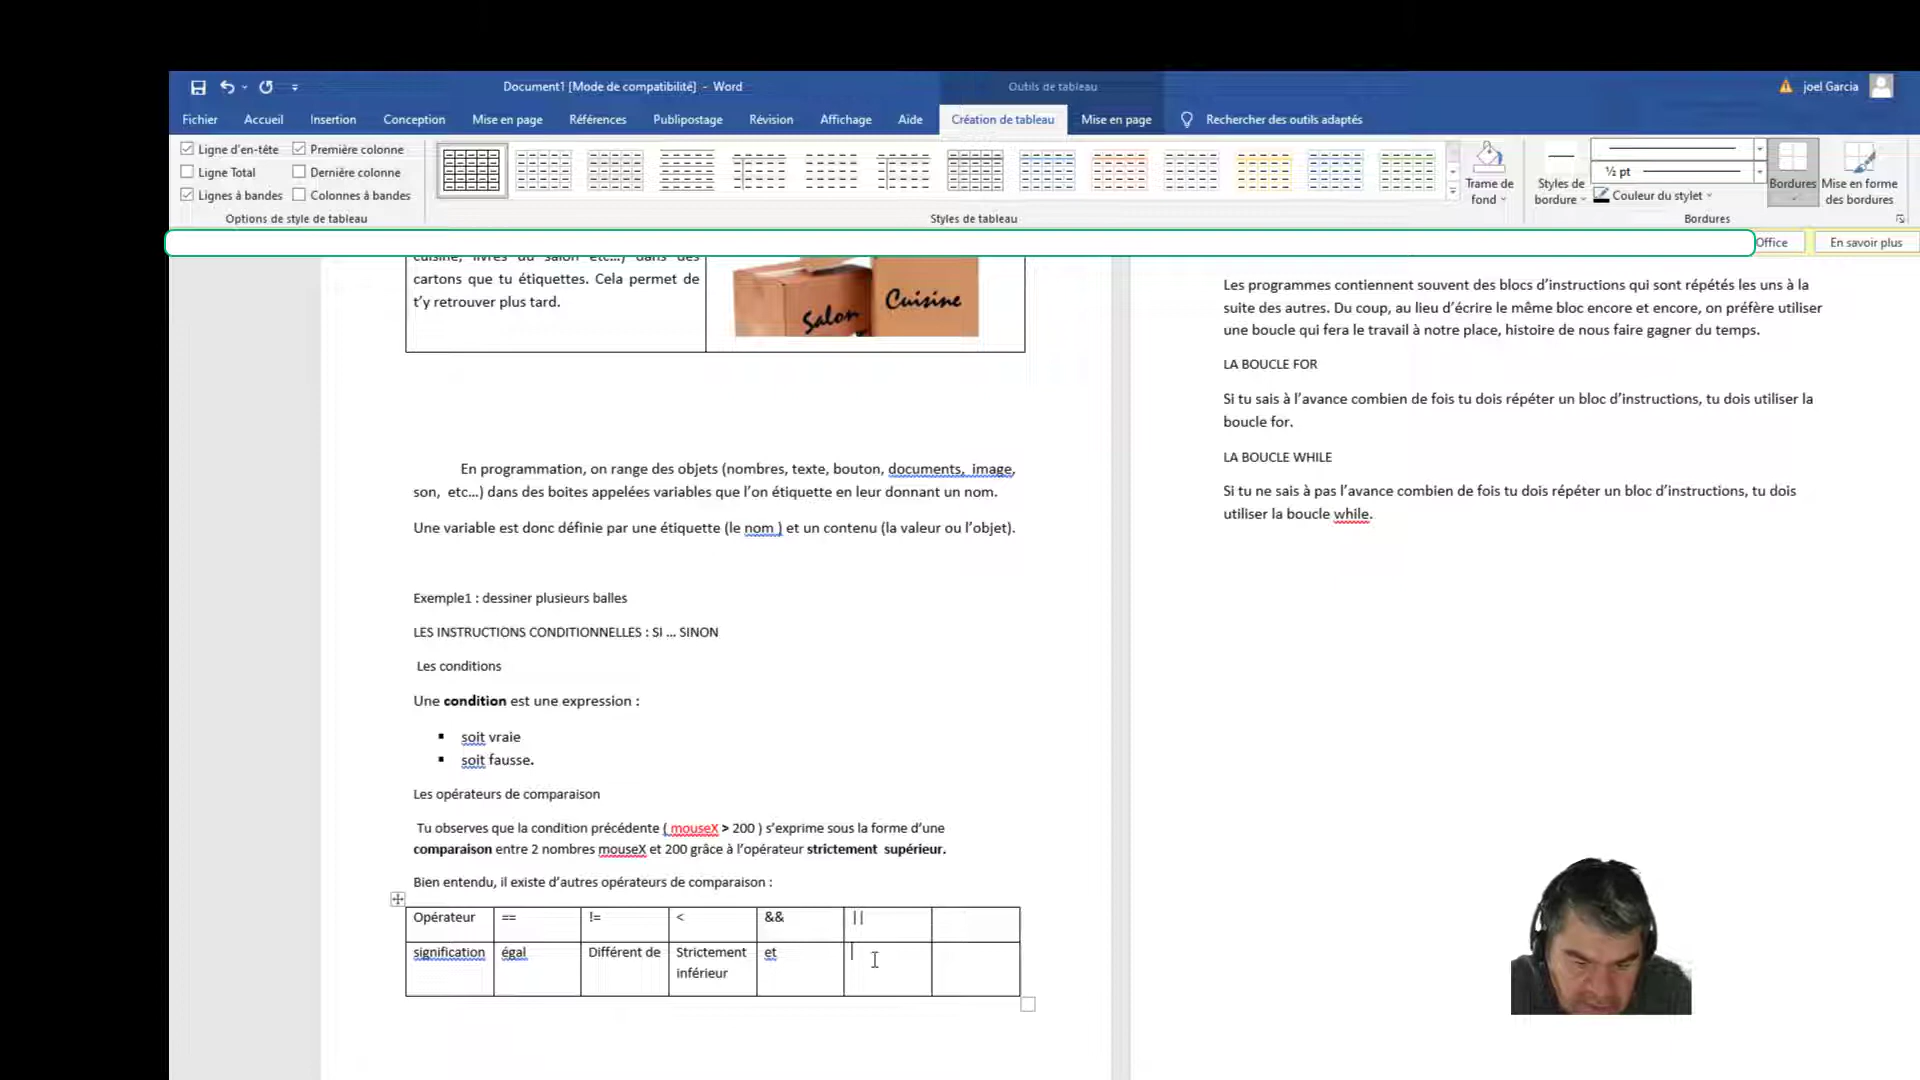 Document1 [Mode de compatibilité] - Word
Outils de tableau
joel Garcia
Fichier
Accueil
Insertion
Conception
Mise en page
Références
Publipostage
Révision
Affichage
Aide
Création de tableau
Mise en page
Rechercher des outils adaptés
Ligne d'en-tête
Première colonne
Ligne Total
Dernière colonne
Lignes à bandes
Colonnes à bandes
Options de style de tableau
Styles de tableau
Trame de
fond
Styles de
bordure
½ pt
Couleur du stylet
Bordures
Mise en forme
des bordures
Bordures
Office
En savoir plus
cuisine, livres du salon etc...) dans des
cartons que tu étiquettes. Cela permet de
t’y retrouver plus tard.
Salon
Cuisine
En programmation, on range des objets (nombres, texte, bouton, documents, image,
son, etc...) dans des boites appelées variables que l’on étiquette en leur donnant un nom.
Une variable est donc définie par une étiquette (le nom ) et un contenu (la valeur ou l’objet).
Exemple1 : dessiner plusieurs balles
LES INSTRUCTIONS CONDITIONNELLES : SI ... SINON
Les conditions
Une condition est une expression :
▪ soit vraie
▪ soit fausse.
Les opérateurs de comparaison
Tu observes que la condition précédente ( mouseX > 200 ) s’exprime sous la forme d’une
comparaison entre 2 nombres mouseX et 200 grâce à l’opérateur strictement supérieur.
Bien entendu, il existe d’autres opérateurs de comparaison :
Opérateur == != < && ||
signification égal Différent de Strictement et
inférieur
Les programmes contiennent souvent des blocs d’instructions qui sont répétés les uns à la
suite des autres. Du coup, au lieu d’écrire le même bloc encore et encore, on préfère utiliser
une boucle qui fera le travail à notre place, histoire de nous faire gagner du temps.
LA BOUCLE FOR
Si tu sais à l’avance combien de fois tu dois répéter un bloc d’instructions, tu dois utiliser la
boucle for.
LA BOUCLE WHILE
Si tu ne sais à pas l’avance combien de fois tu dois répéter un bloc d’instructions, tu dois
utiliser la boucle while.